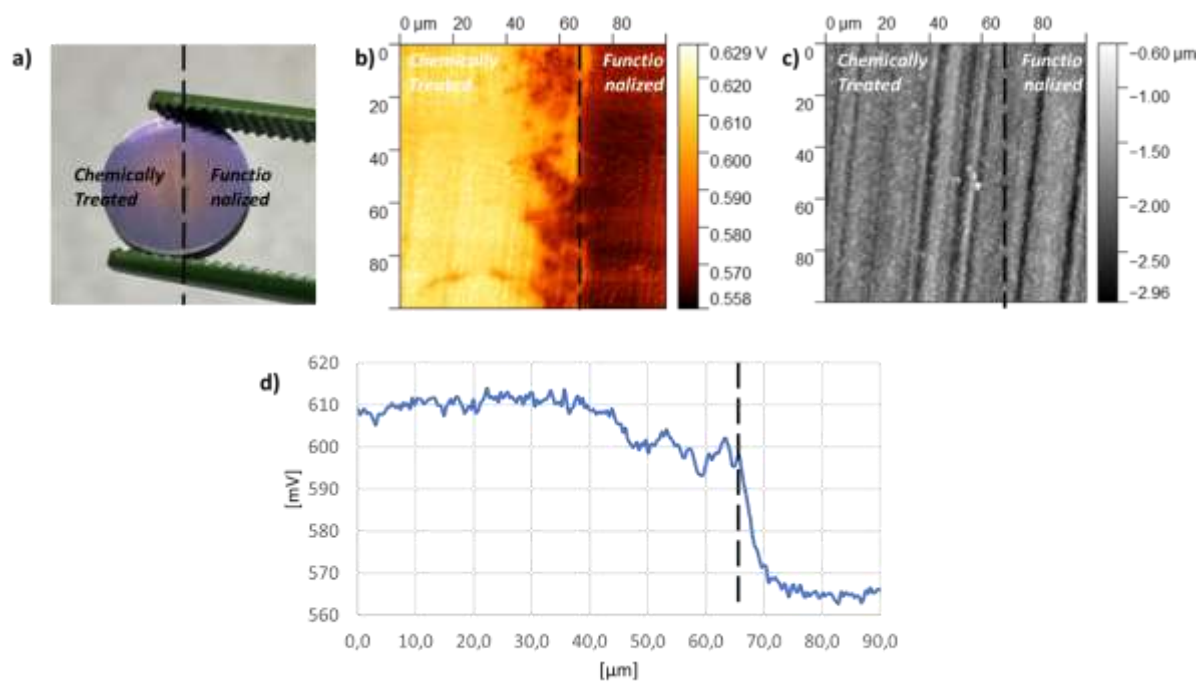 a)
Chemically
Treated
Functio
nalized
b)
0 µm 20 40 60 80
20
40
60
80
Chemically
Treated
Functio
nalized
0.629 V
0.620
0.610
0.600
0.590
0.580
0.570
0.558
c)
0 µm 20 40 60 80
0
20
40
60
80
Chemically
Treated
Functio
nalized
−0.60 µm
−1.00
−1.50
−2.00
−2.50
−2.96
d)
620
610
600
590
580
570
560
[mV]
0,0 10,0 20,0 30,0 40,0 50,0 60,0 70,0 80,0 90,0
[µm]